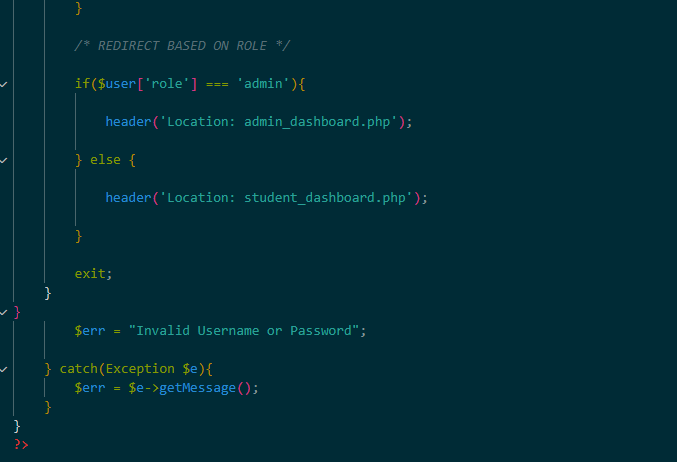 }
/* REDIRECT BASED ON ROLE */
if($user['role'] === 'admin'){
header('Location: admin_dashboard.php');
} else {
header('Location: student_dashboard.php');
}
exit;
}
}
$err = "Invalid Username or Password";
} catch(Exception $e){
$err = $e->getMessage();
}
}
?>